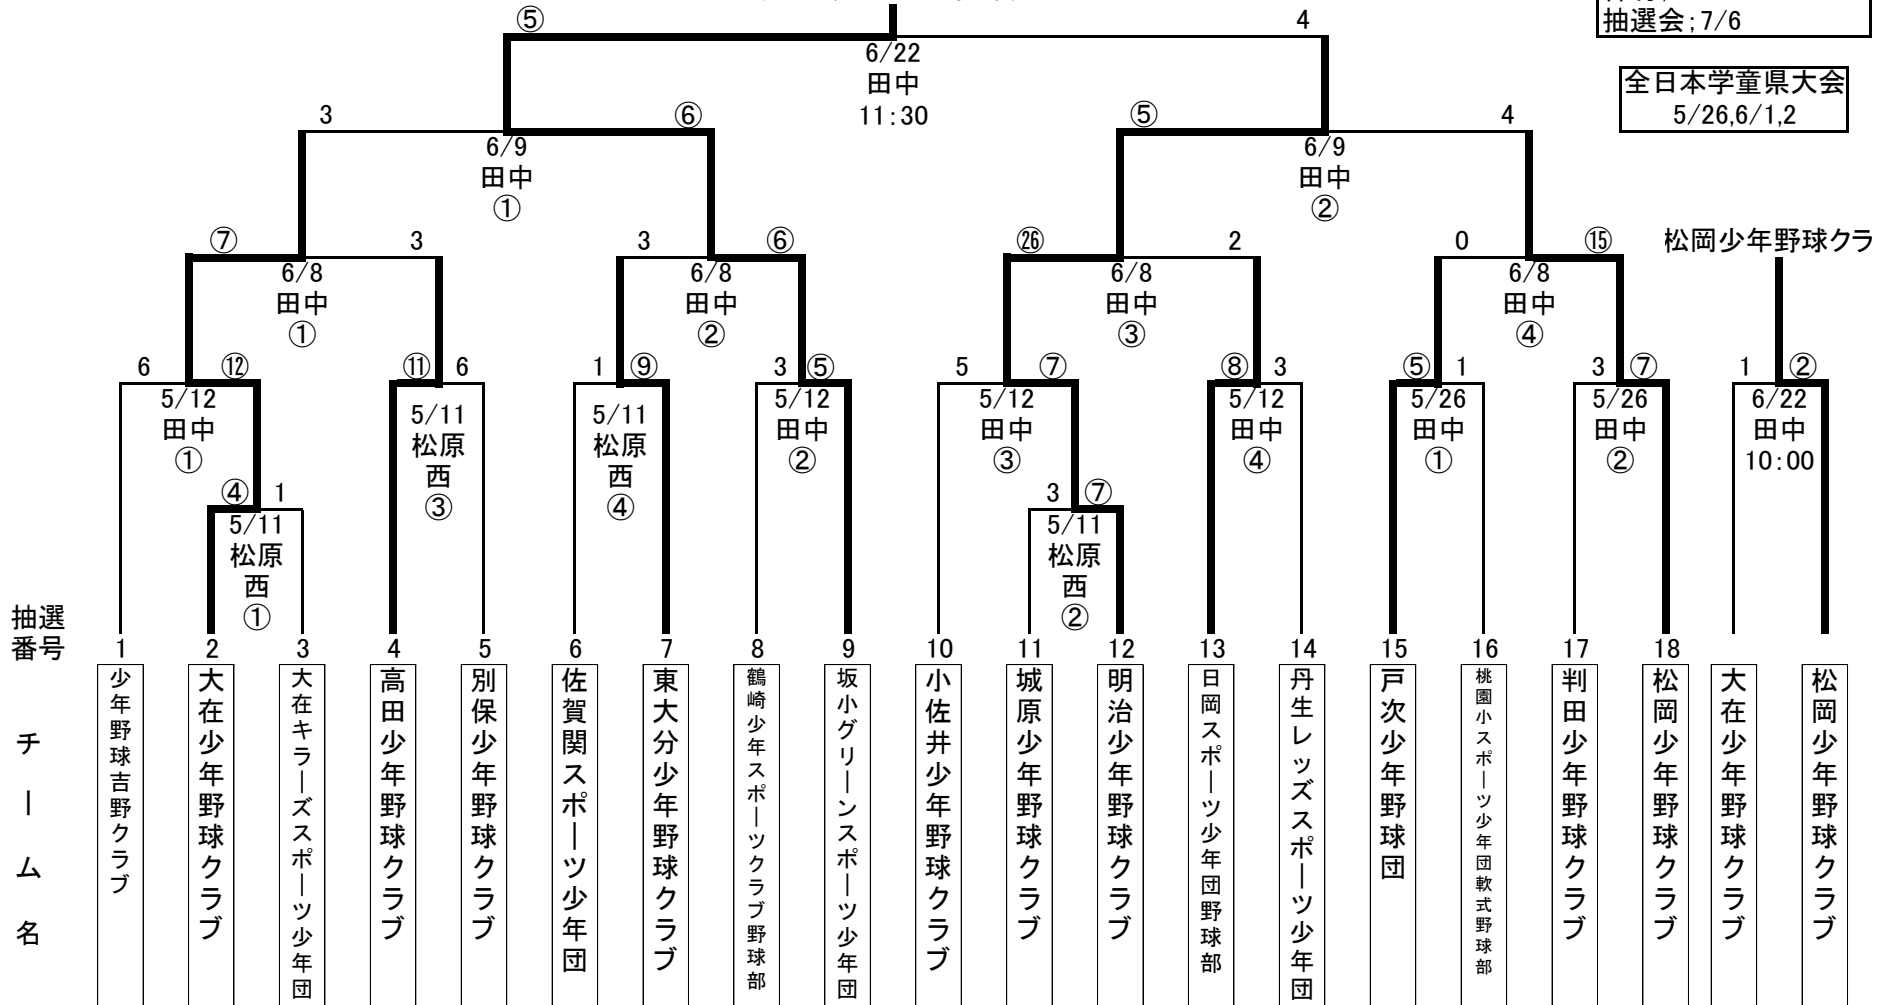 ⑤ 4
抽選会;7/6
6/22
田中
11:30
全日本学童県大会
5/26,6/1,2
3 ⑥ ⑤ 4
6/9 6/9
田中 田中
① ②
⑦ 3 3 ⑥ ㉖ 2 0 ⑮ 松岡少年野球クラ
6/8 6/8 6/8 6/8
田中 田中 田中 田中
① ② ③ ④
6 ⑫ ⑪ 6 1 ⑨ 3 ⑤ 5 ⑦ ⑧ 3 ⑤ 1 3 ⑦ 1 ②
5/12 5/11 5/11 5/12 5/12 5/12 5/26 5/26 6/22
田中 松原 松原 田中 田中 田中 田中 田中 田中
① 西 西 ② ③ ④ ① ② 10:00
③ ④
④ 1 3 ⑦
5/11 5/11
松原 松原
西 西
① ②
抽選
番号
1 2 3 4 5 6 7 8 9 10 11 12 13 14 15 16 17 18
チーム名
少年野球吉野クラブ
大在少年野球クラブ
大在キラーズスポーツ少年団
高田少年野球クラブ
別保少年野球クラブ
佐賀関スポーツ少年団
東大分少年野球クラブ
鶴崎少年スポーツクラブ野球部
坂小グリーンスポーツ少年団
小佐井少年野球クラブ
城原少年野球クラブ
明治少年野球クラブ
日岡スポーツ少年団野球部
丹生レッズスポーツ少年団
戸次少年野球団
桃園小スポーツ少年団軟式野球部
判田少年野球クラブ
松岡少年野球クラブ
大在少年野球クラブ
松岡少年野球クラブ